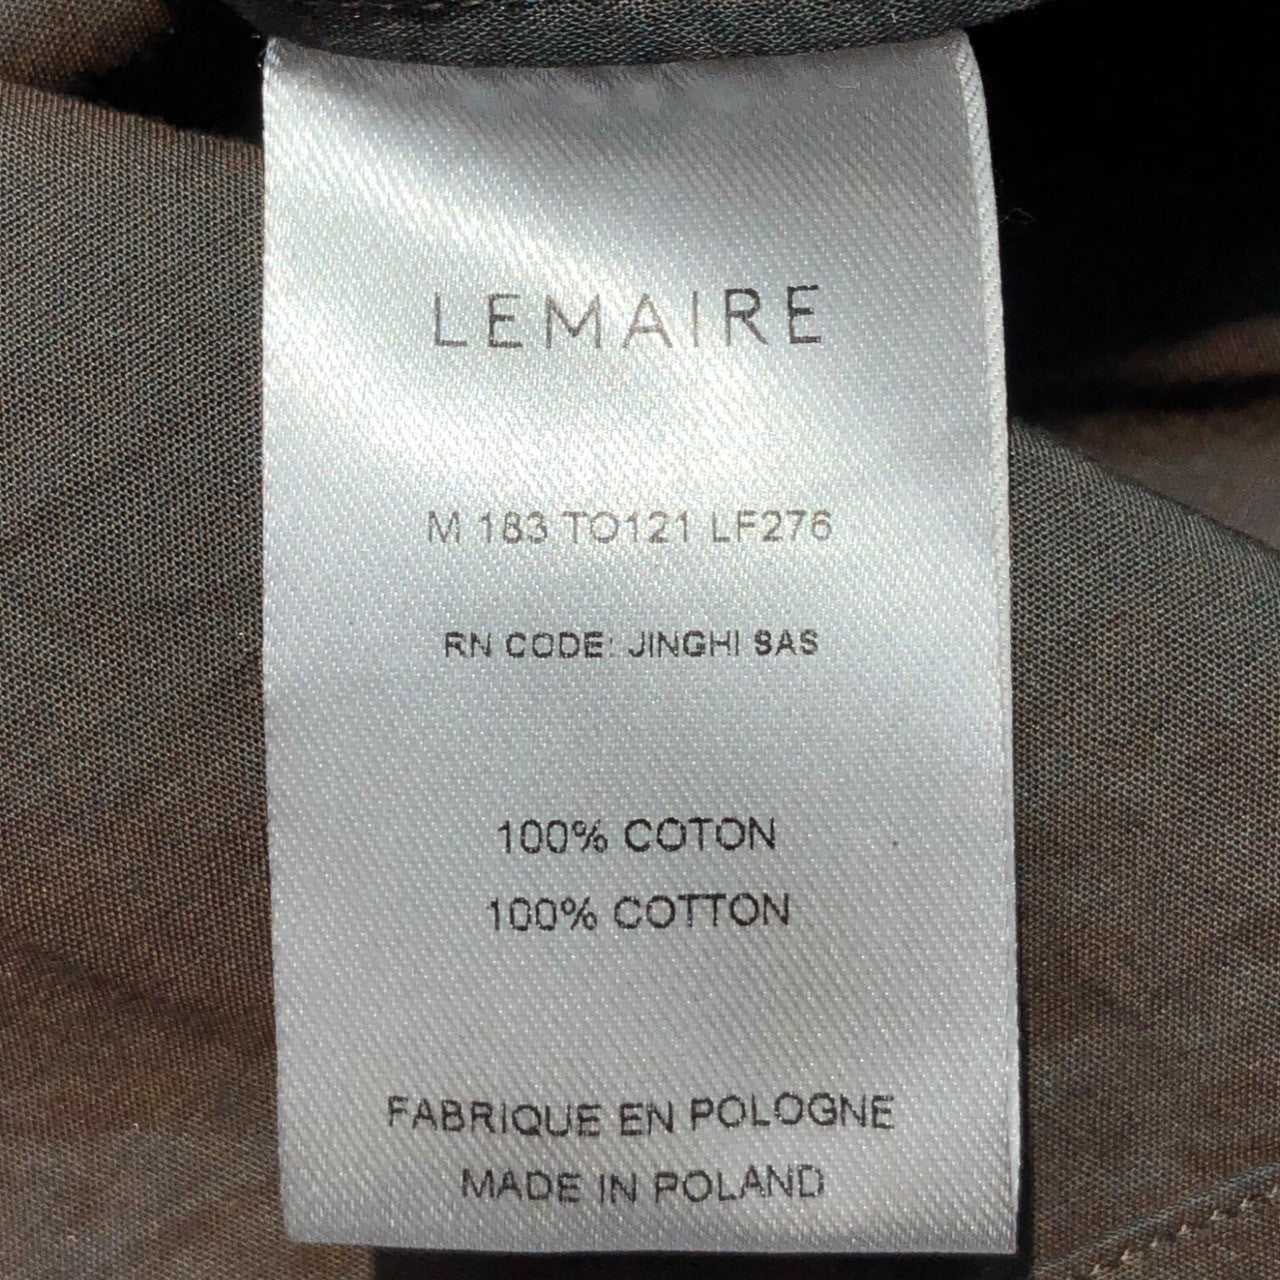 LEMAIRE
M 183 TO121 LF276
RN CODE: JINGHI SAS
100% COTON
100% COTTON
FABRIQUE EN POLOGNE
MADE IN POLAND